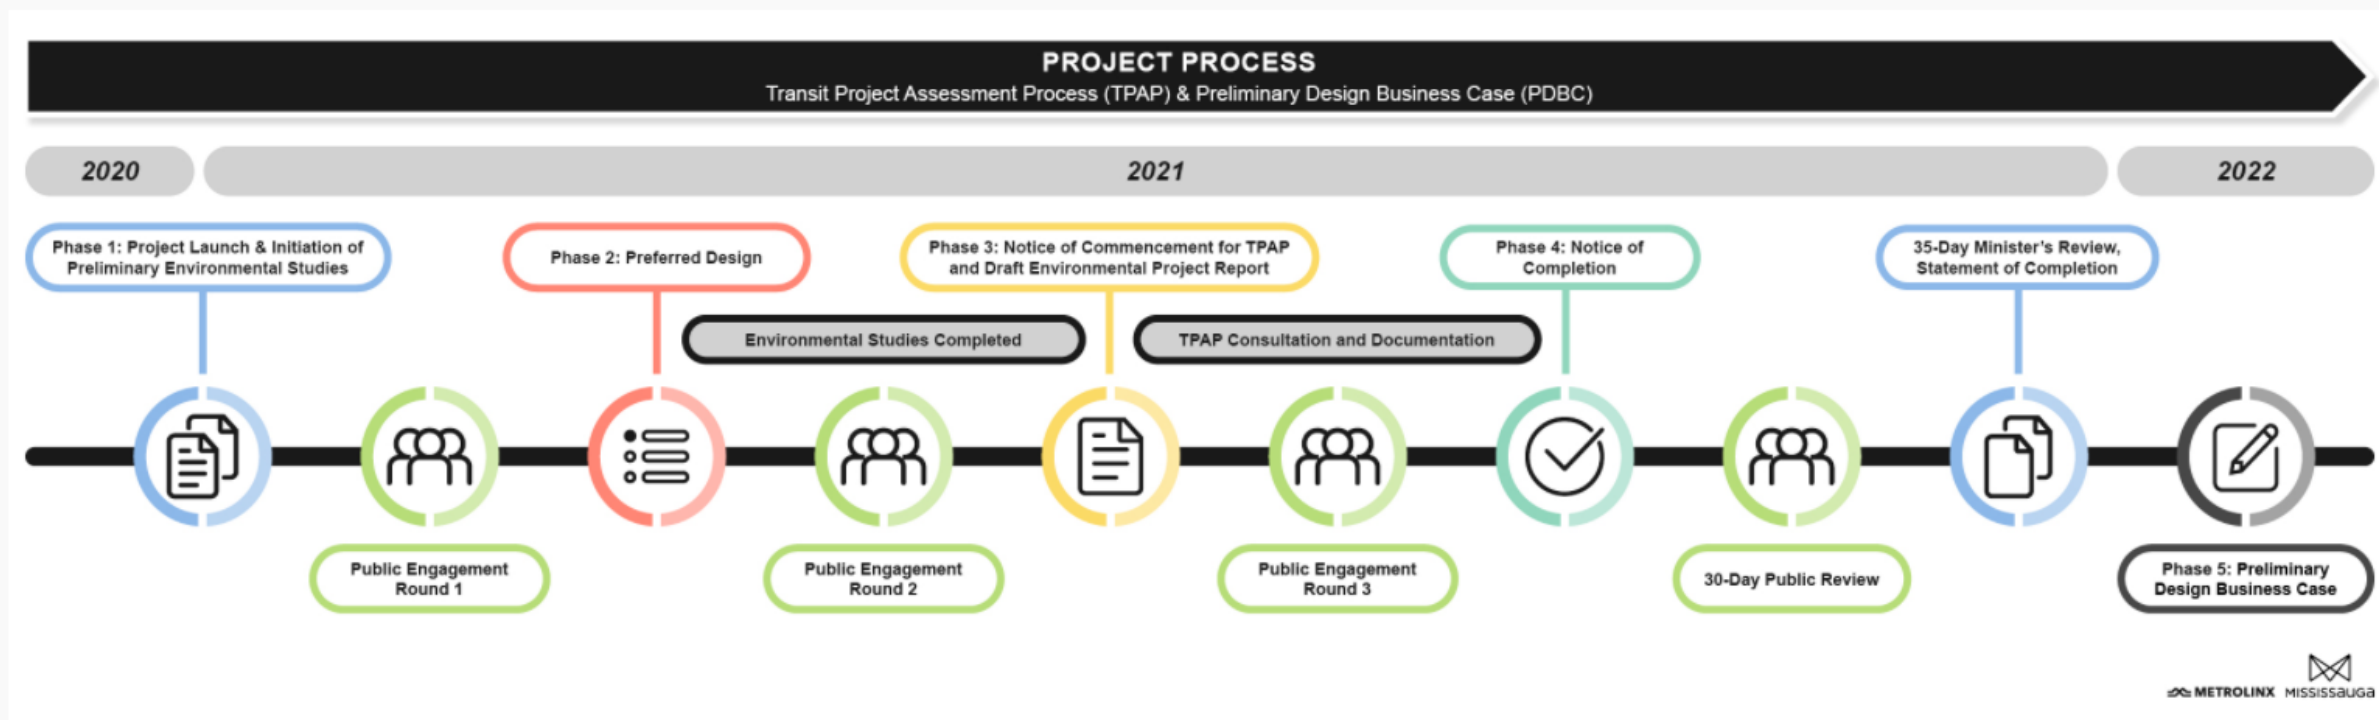 PROJECT PROCESS
Transit Project Assessment Process (TPAP) & Preliminary Design Business Case (PDBC)
2020
2021
2022
Phase 1: Project Launch & Initiation of
Preliminary Environmental Studies
Phase 2: Preferred Design
Phase 3: Notice of Commencement for TPAP
and Draft Environmental Project Report
Phase 4: Notice of
Completion
35-Day Minister's Review,
Statement of Completion
Environmental Studies Completed
TPAP Consultation and Documentation
Public Engagement
Round 1
Public Engagement
Round 2
Public Engagement
Round 3
30-Day Public Review
Phase 5: Preliminary
Design Business Case
METROLINX
MISSISSAUGA